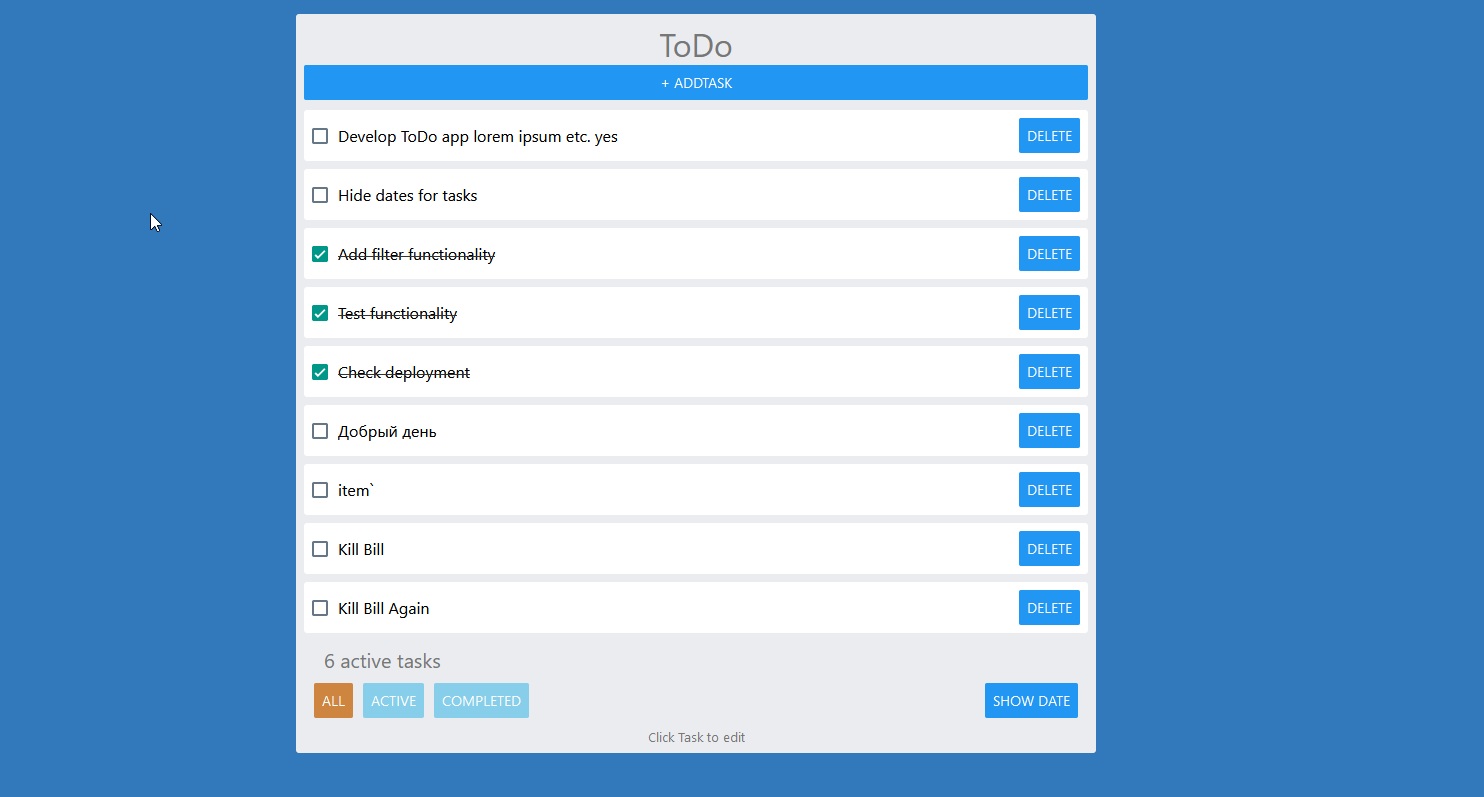 ToDo
+ ADDTASK
Develop ToDo app lorem ipsum etc. yes
DELETE
Hide dates for tasks
DELETE
Add filter functionality
DELETE
Test functionality
DELETE
Check deployment
DELETE
Добрый день
DELETE
item`
DELETE
Kill Bill
DELETE
Kill Bill Again
DELETE
6 active tasks
ALL ACTIVE COMPLETED SHOW DATE
Click Task to edit